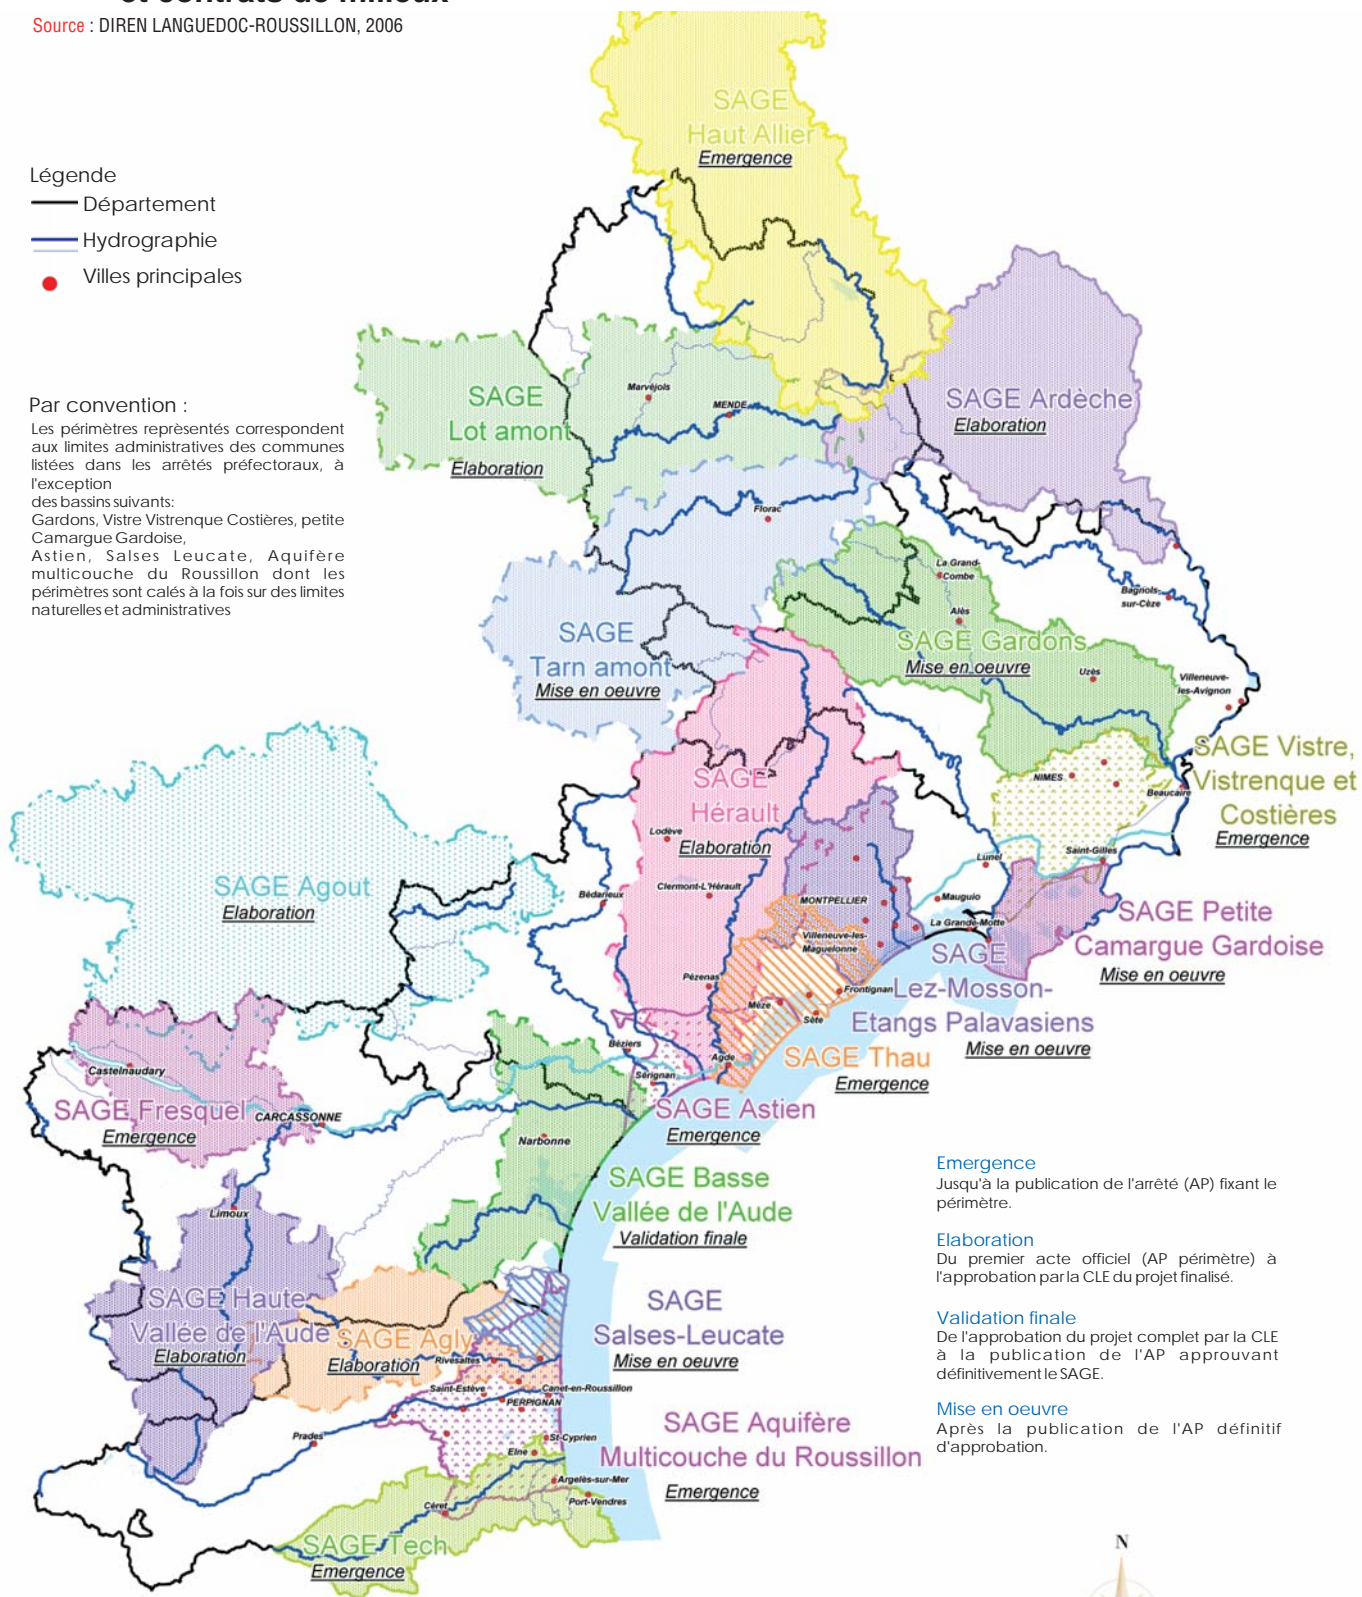 et contrats de milieux
Source : DIREN LANGUEDOC-ROUSSILLON, 2006
Légende
Département
Hydrographie
Villes principales
Par convention :
Les périmètres représentés correspondent
aux limites administratives des communes
listées dans les arrêtés préfectoraux, à
l'exception
des bassins suivants:
Gardons, Vistre Vistrenque Costières, petite
Camargue Gardoise,
Astien, Salses Leucate, Aquifère
multicouche du Roussillon dont les
périmètres sont calés à la fois sur des limites
naturelles et administratives
SAGE
Haut Allier
Emergence
SAGE Ardèche
Elaboration
SAGE
Lot amont
Elaboration
Marvéjols
MENDE
Florac
SAGE
Tarn amont
Mise en oeuvre
La Grand-
Combe
Alès
SAGE Gardons
Mise en oeuvre
Uzès
Bagnols-
sur-Cèze
Villeneuve-
les-Avignon
SAGE Vistre,
Vistrenque et
Costières
Emergence
NIMES
Beaucaire
Saint-Gilles
SAGE
Hérault
Elaboration
Lodève
Clermont-L'Hérault
Bédarieux
Pézenas
SAGE Agout
Elaboration
MONTPELLIER
Villeneuve-les-
Maguelonne
Lunel
Mauguio
La Grande-Motte
SAGE Petite
Camargue Gardoise
Mise en oeuvre
SAGE
Lez-Mosson-
Etangs Palavasiens
Mise en oeuvre
Frontignan
Mèze
Sète
Agde
SAGE Thau
Emergence
Béziers
Sérignan
SAGE Astien
Emergence
Castelnaudary
SAGE Fresquel
Emergence
CARCASSONNE
Narbonne
SAGE Basse
Vallée de l'Aude
Validation finale
Limoux
SAGE Haute
Vallée de l'Aude
Elaboration
SAGE Agly
Elaboration
SAGE
Salses-Leucate
Mise en oeuvre
Rivesaltes
Saint-Estève
Canet-en-Roussillon
PERPIGNAN
Prades
St-Cyprien
Elne
SAGE Aquifère
Multicouche du Roussillon
Emergence
Argelès-sur-Mer
Port-Vendres
Céret
SAGE Tech
Emergence
Emergence
Jusqu'à la publication de l'arrêté (AP) fixant le
périmètre.
Elaboration
Du premier acte officiel (AP périmètre) à
l'approbation par la CLE du projet finalisé.
Validation finale
De l'approbation du projet complet par la CLE
à la publication de l'AP approuvant
définitivement le SAGE.
Mise en oeuvre
Après la publication de l'AP définitif
d'approbation.
N